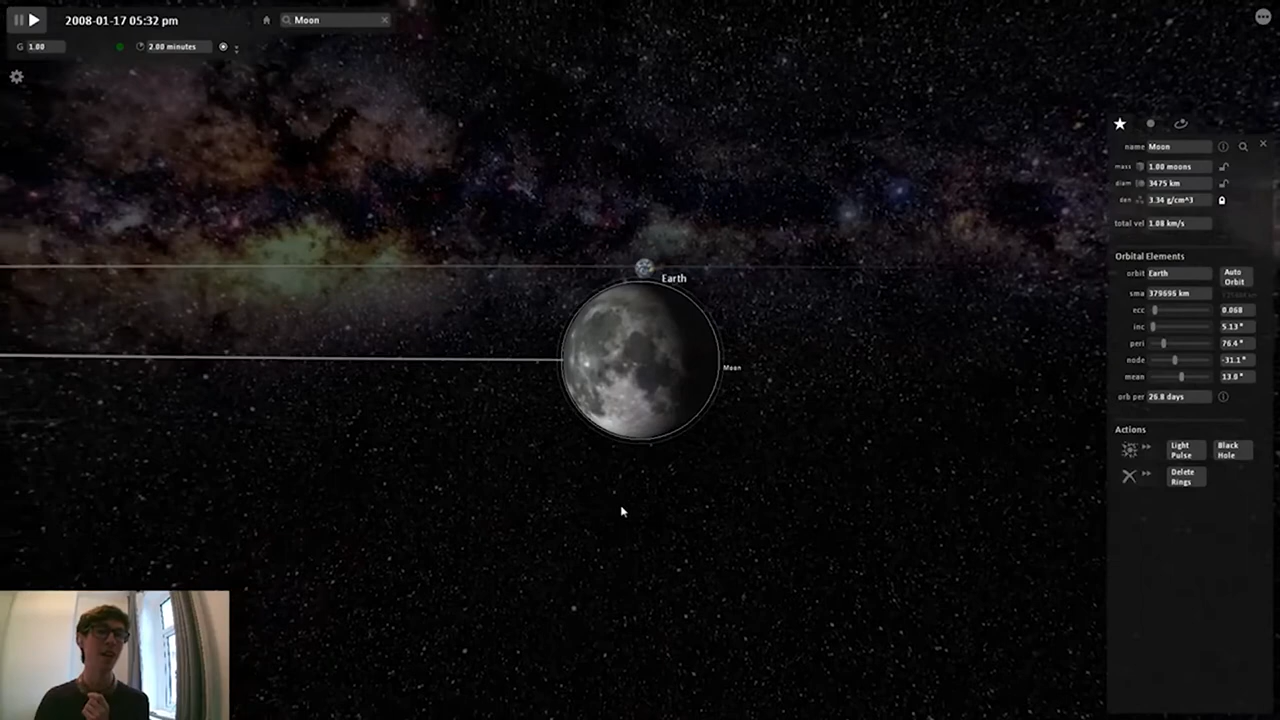 2008-01-17 05:32 pm
Moon
G 1.00
2.00 minutes
Earth
Moon
name Moon
mass 1.00 moons
diam 3475 km
den 3.34 g/cm^3
total vel 1.08 km/s
Orbital Elements
orbit Earth
Auto Orbit
sma 379695 km
ecc 0.068
inc 5.13°
peri 76.4°
node -31.1°
mean 13.8°
orb per 26.8 days
Actions
Light Pulse
Black Hole
Delete Rings